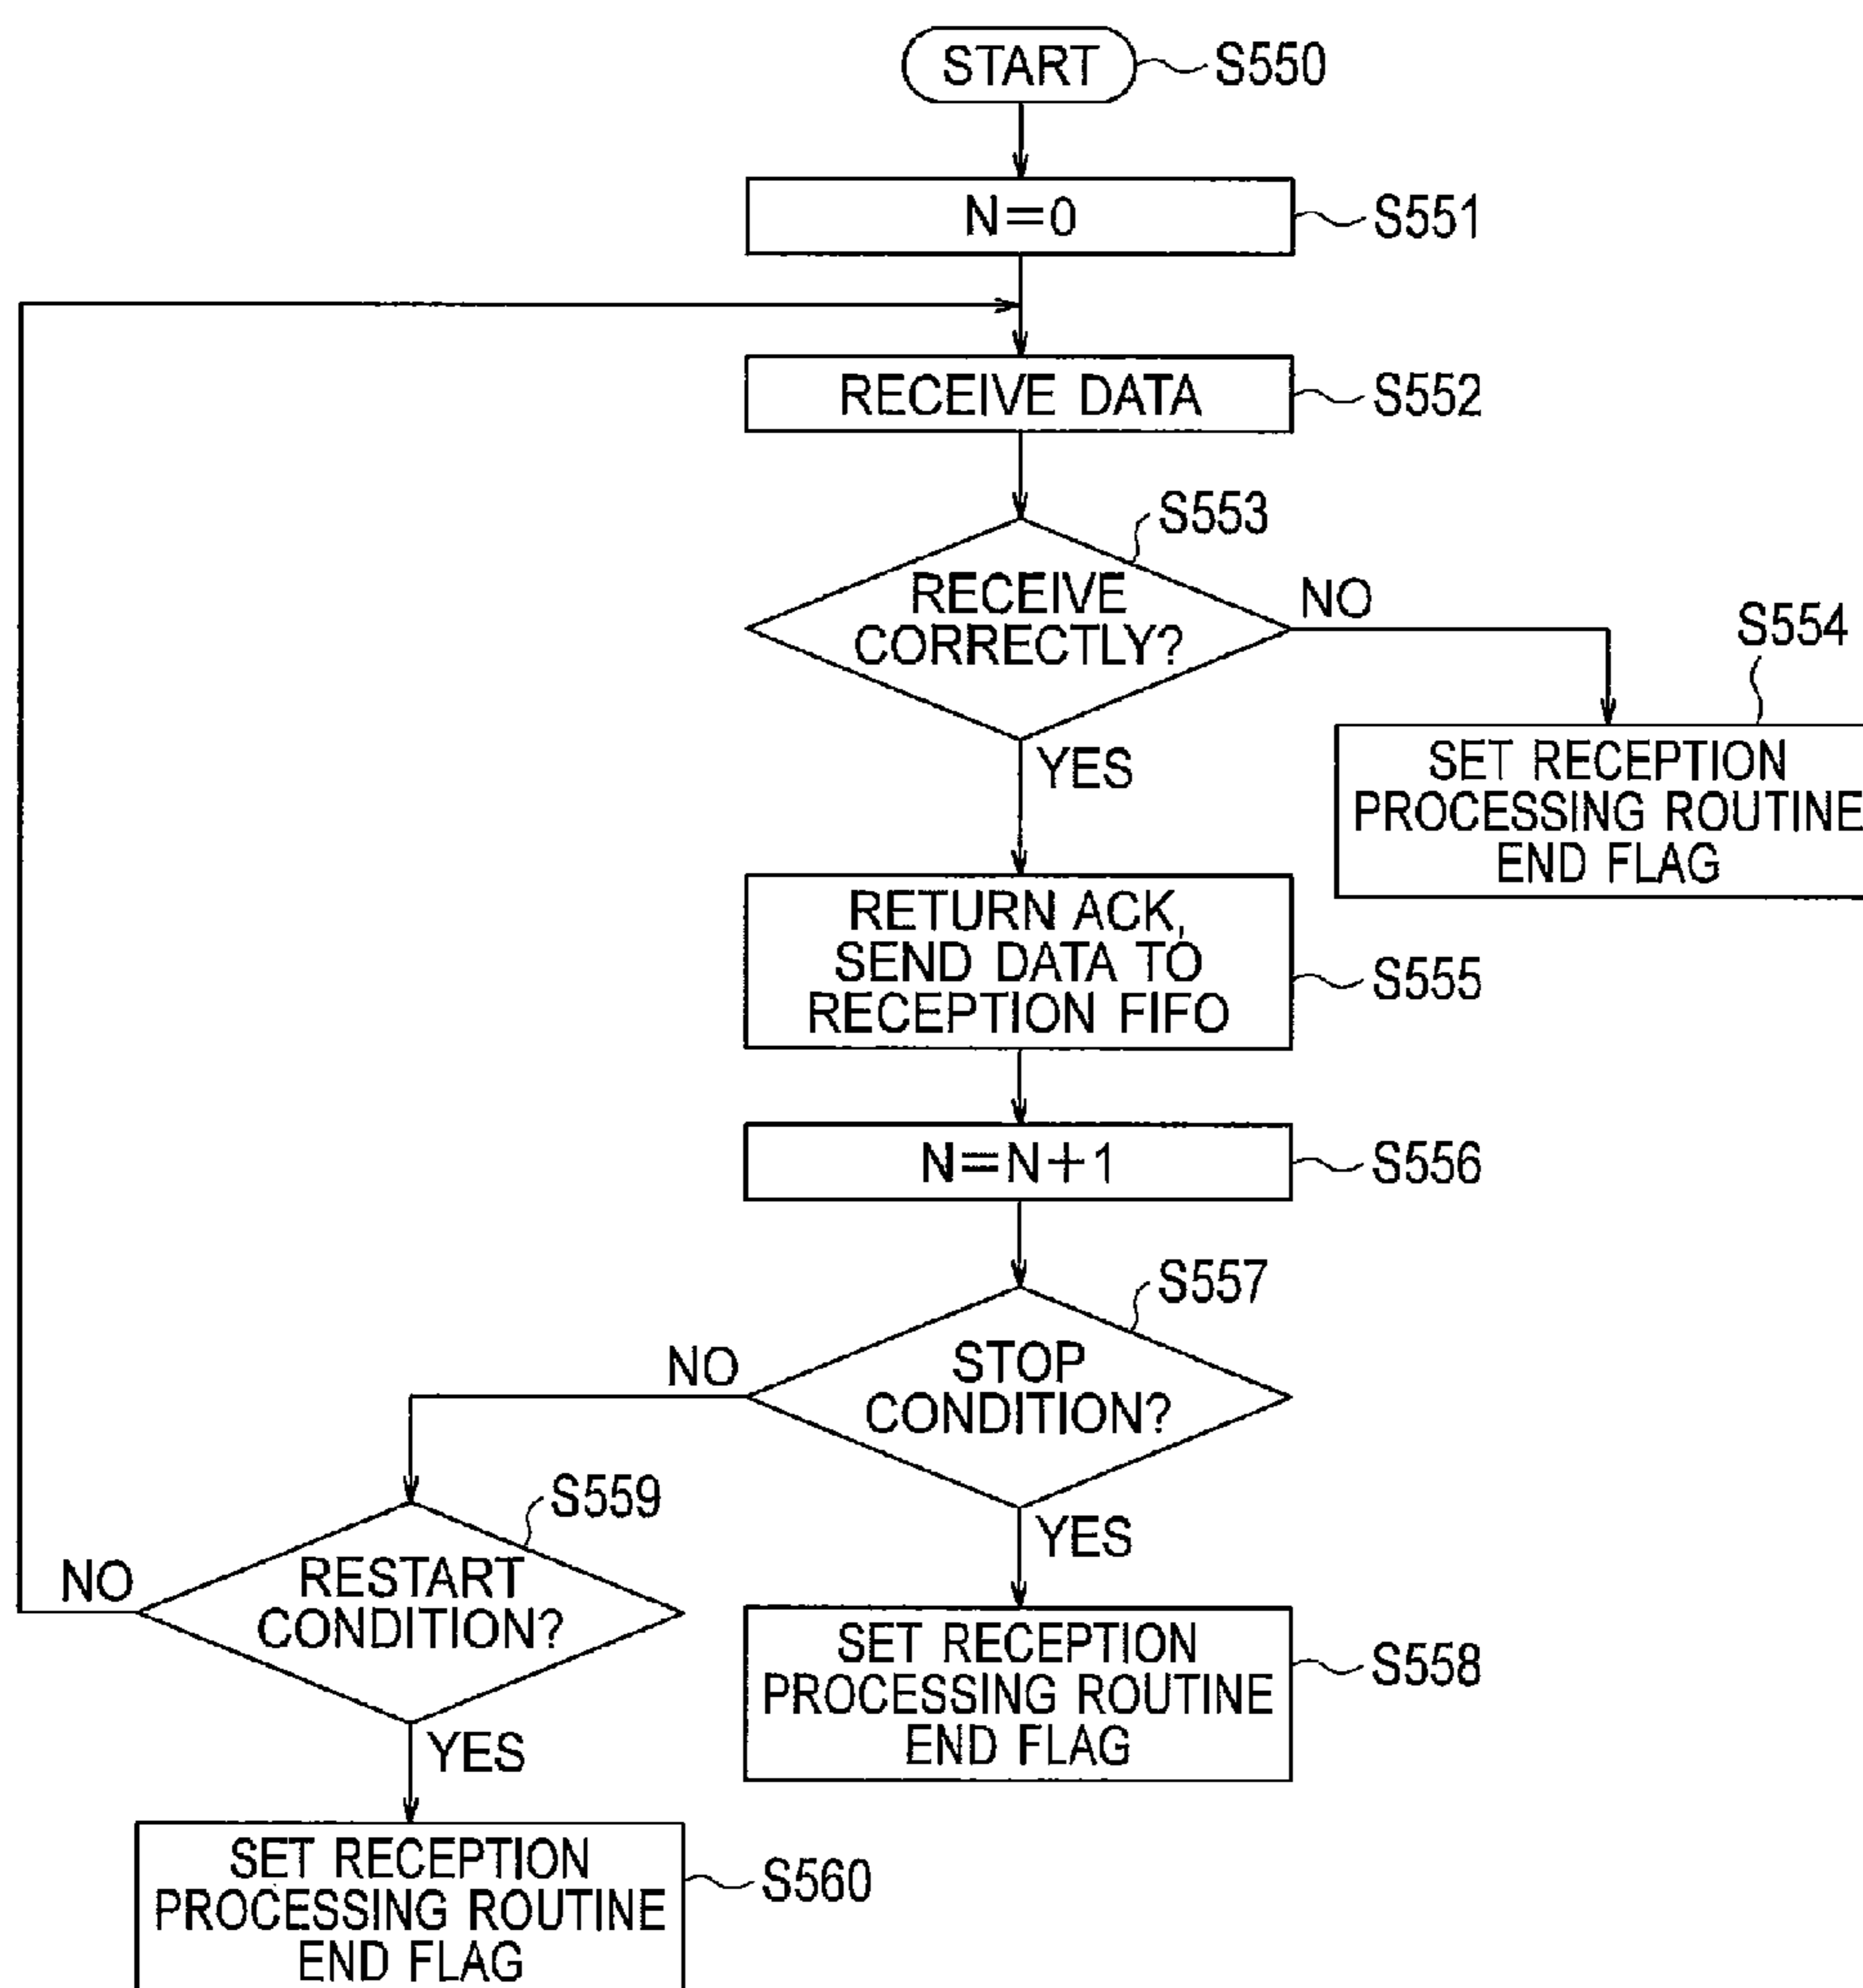 START
S550
N=0
S551
RECEIVE DATA
S552
S553
RECEIVE
CORRECTLY?
NO
S554
YES
SET RECEPTION
PROCESSING ROUTINE
END FLAG
RETURN ACK,
SEND DATA TO
RECEPTION FIFO
S555
N=N+1
S556
S557
STOP
CONDITION?
NO
YES
S559
RESTART
CONDITION?
NO
YES
SET RECEPTION
PROCESSING ROUTINE
END FLAG
S558
SET RECEPTION
PROCESSING ROUTINE
END FLAG
S560